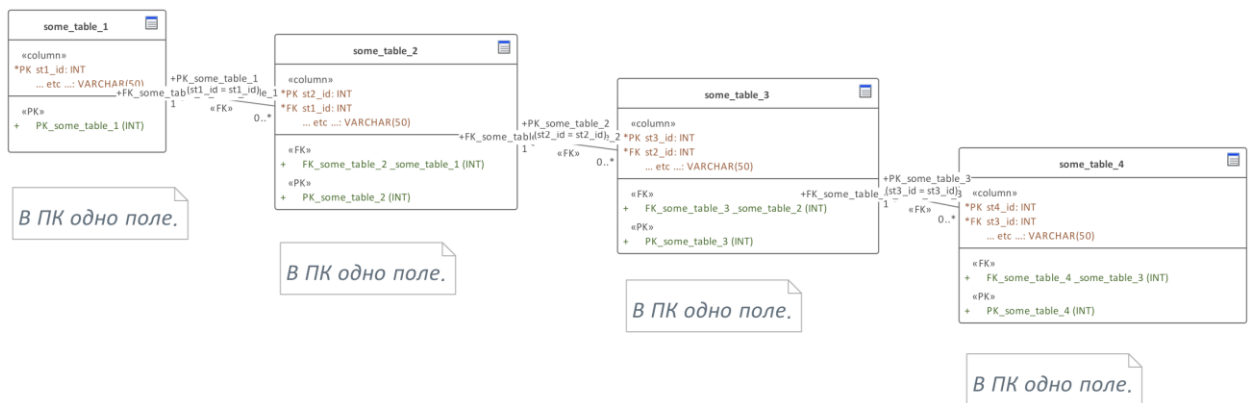 some_table_1
«column»
*PK st1_id: INT
... etc ...: VARCHAR(50)
«PK»
+ PK_some_table_1 (INT)
В ПК одно поле.
+PK_some_table_1
(st1_id = st1_id)
1
«FK»
0..*
some_table_2
«column»
*PK st2_id: INT
*FK st1_id: INT
... etc ...: VARCHAR(50)
«FK»
+ FK_some_table_2 _some_table_1 (INT)
«PK»
+ PK_some_table_2 (INT)
В ПК одно поле.
+PK_some_table_2
(st2_id = st2_id)
1
«FK»
0..*
some_table_3
«column»
*PK st3_id: INT
*FK st2_id: INT
... etc ...: VARCHAR(50)
«FK»
+ FK_some_table_3 _some_table_2 (INT)
«PK»
+ PK_some_table_3 (INT)
В ПК одно поле.
+PK_some_table_3
(st3_id = st3_id)
1
«FK»
0..*
some_table_4
«column»
*PK st4_id: INT
*FK st3_id: INT
... etc ...: VARCHAR(50)
«FK»
+ FK_some_table_4 _some_table_3 (INT)
«PK»
+ PK_some_table_4 (INT)
В ПК одно поле.